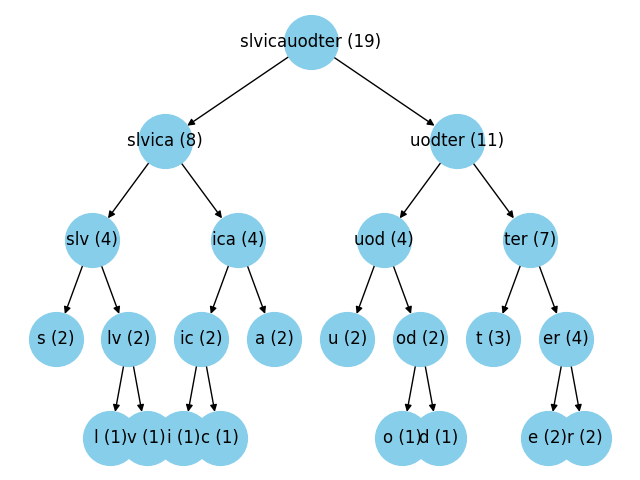 slvicauodter (19)
slvica (8) uodter (11)
slv (4) ica (4) uod (4) ter (7)
s (2) lv (2) ic (2) a (2) u (2) od (2) t (3) er (4)
l (1) v (1) i (1) c (1) o (1) d (1) e (2) r (2)